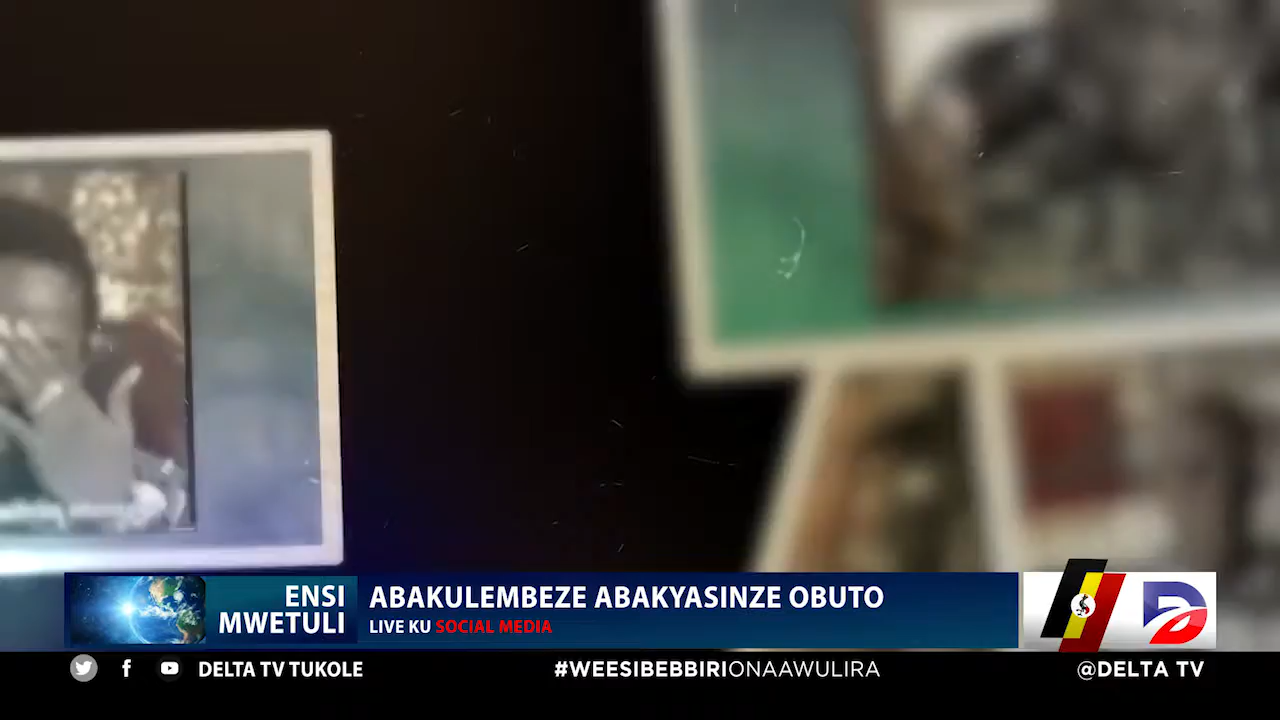 ENSI
MWETULI
ABAKULEMBEZE ABAKYASINZE OBUTO
LIVE KU SOCIAL MEDIA
DELTA TV TUKOLE
#WEESIBEBBIRIONAAWULIRA
@DELTA TV